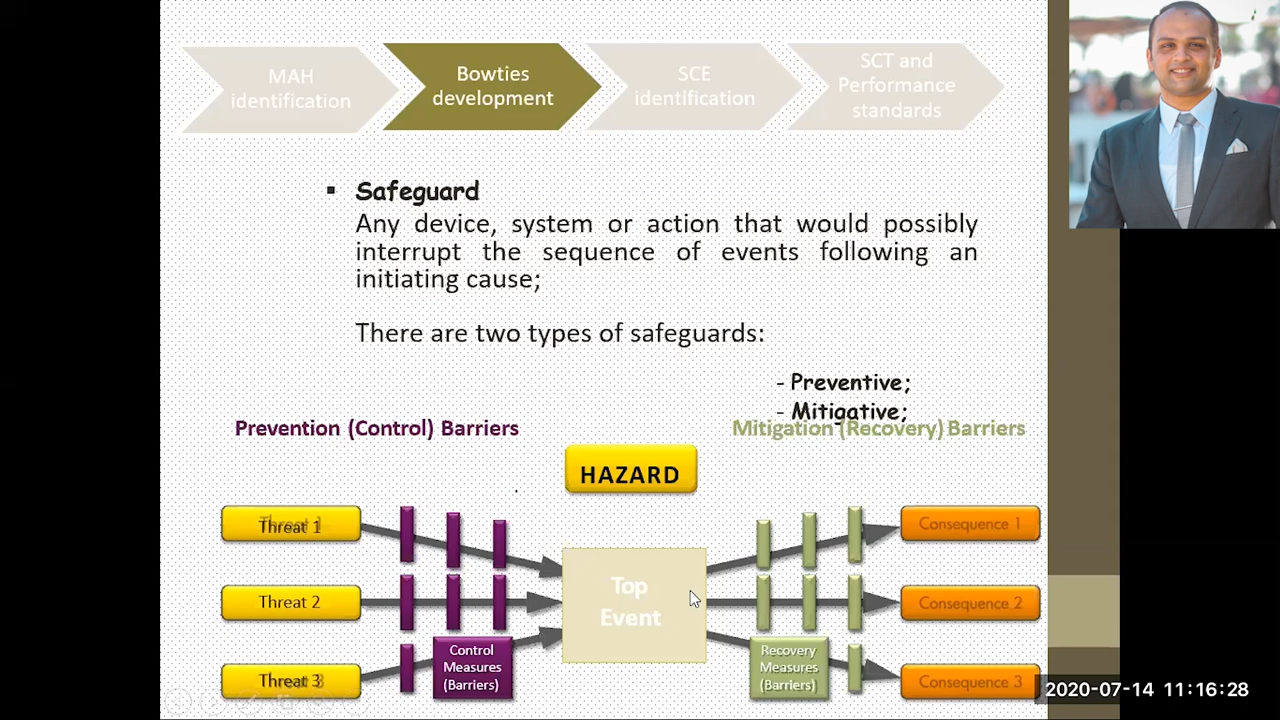 MAH
identification
Bowties
development
SCE
identification
SCT and
Performance
standards
▪ Safeguard
Any device, system or action that would possibly
interrupt the sequence of events following an
initiating cause;
There are two types of safeguards:
- Preventive;
- Mitigative;
Prevention (Control) Barriers
Mitigation (Recovery) Barriers
HAZARD
Threat 1
Consequence 1
Top
Event
Threat 2
Consequence 2
Control
Measures
(Barriers)
Recovery
Measures
(Barriers)
Threat 3
Consequence 3
2020-07-14 11:16:28